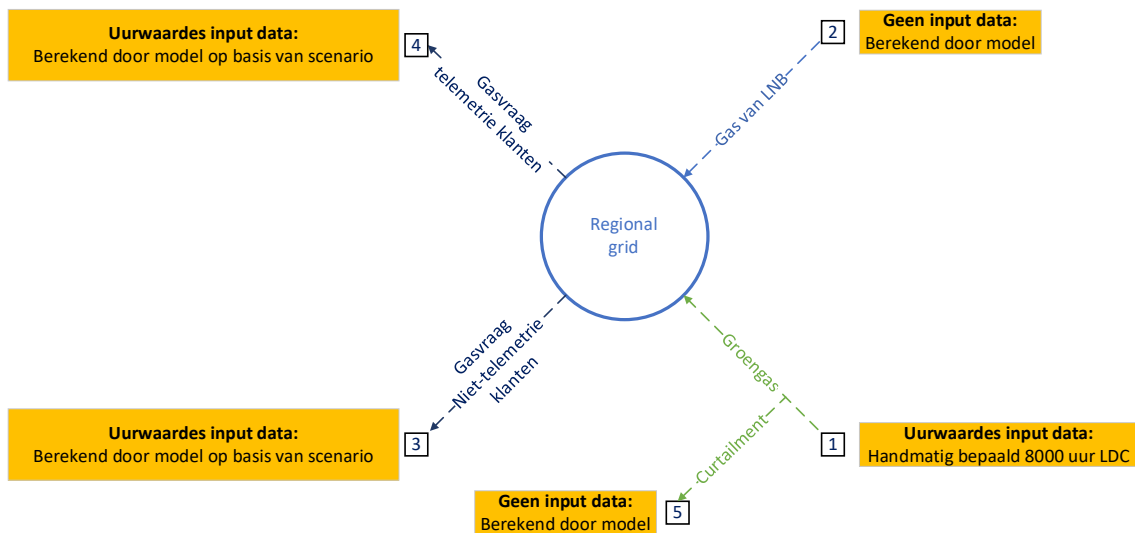 Uurwaardes input data:
Berekend door model op basis van scenario
4
Geen input data:
Berekend door model
2
Gasvraag
telemetrie klanten
Gas van LNB
Regional
grid
Gasvraag
Niet-telemetrie
klanten
Groengas
Curtailment
Uurwaardes input data:
Berekend door model op basis van scenario
3
1
Uurwaardes input data:
Handmatig bepaald 8000 uur LDC
Geen input data:
Berekend door model
5